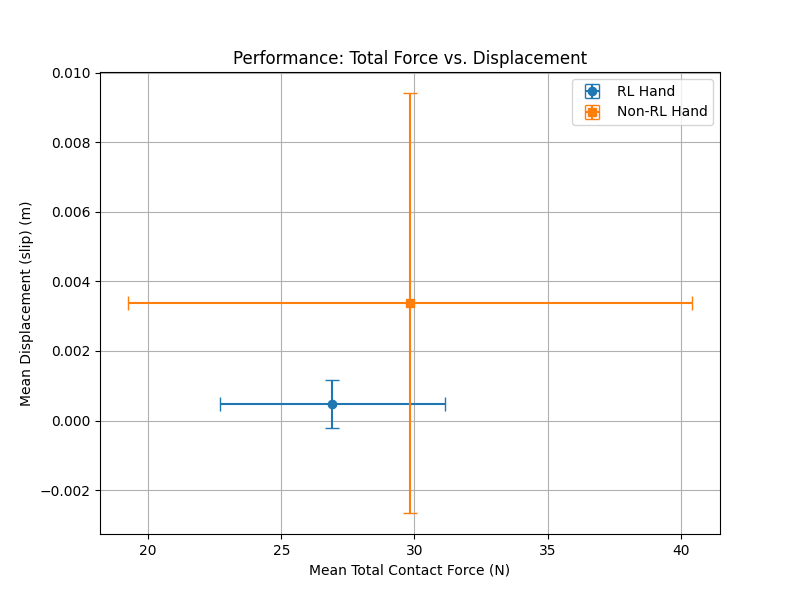 Performance: Total Force vs. Displacement
RL Hand
Non-RL Hand
0.010
0.008
0.006
0.004
0.002
0.000
−0.002
Mean Displacement (slip) (m)
20
25
30
35
40
Mean Total Contact Force (N)